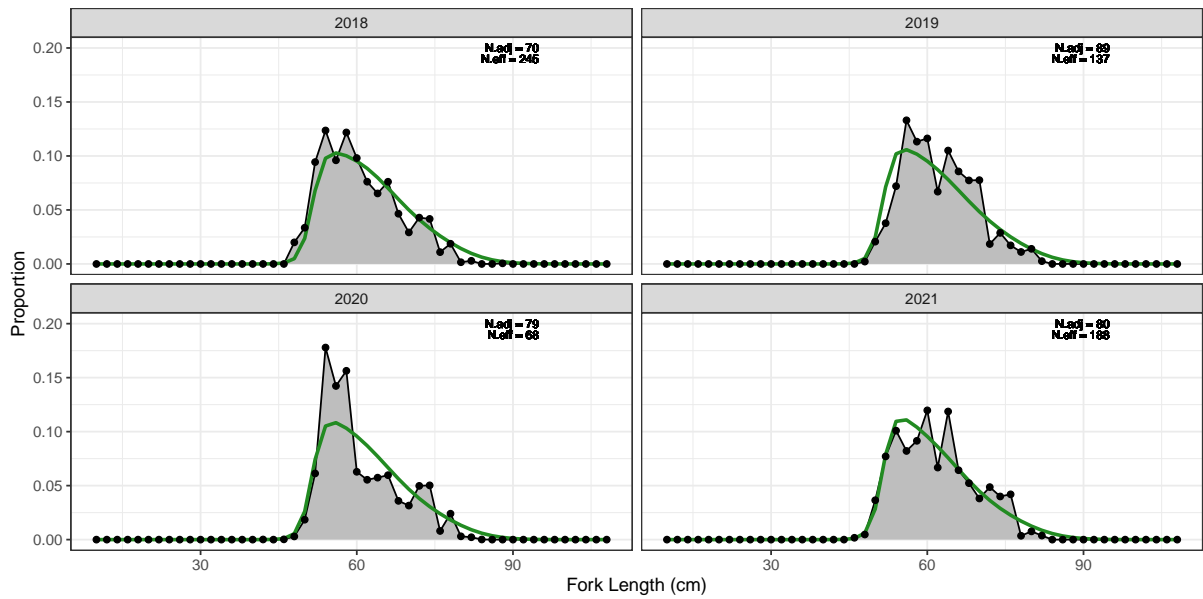 2018
2019
N.adj = 70
N.eff = 245
N.adj = 89
N.eff = 137
0.20
0.15
0.10
0.05
0.00
2020
2021
N.adj = 79
N.eff = 68
N.adj = 80
N.eff = 188
0.20
0.15
0.10
0.05
0.00
Proportion
30
60
90
30
60
90
Fork Length (cm)